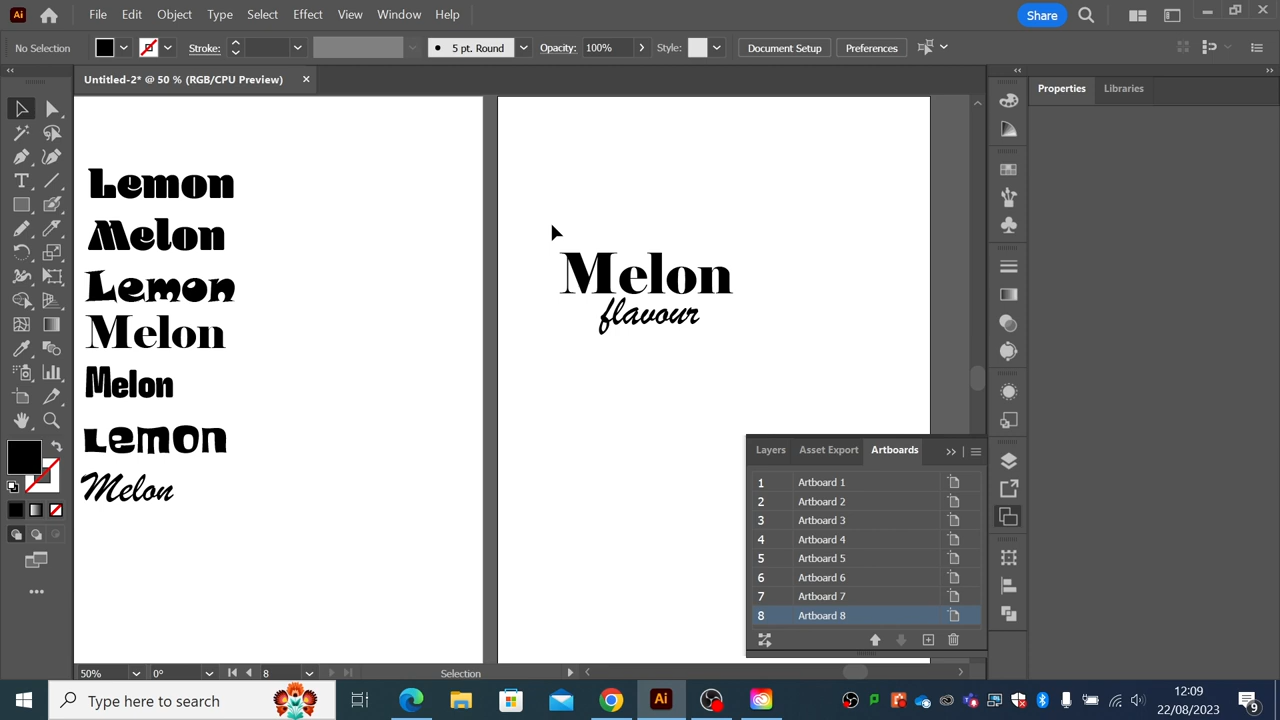 Ai File Edit Object Type Select Effect View Window Help Share
No Selection Stroke: 5 pt. Round Opacity: 100% Style: Document Setup Preferences
Untitled-2* @ 50 % (RGB/CPU Preview)
Properties Libraries
Lemon
Melon
Lemon
Melon
Melon
Lemon
Melon
Melon
flavour
Layers Asset Export Artboards
1 Artboard 1
2 Artboard 2
3 Artboard 3
4 Artboard 4
5 Artboard 5
6 Artboard 6
7 Artboard 7
8 Artboard 8
50% 0° 8 Selection
Type here to search Ai 12:09
22/08/2023 9